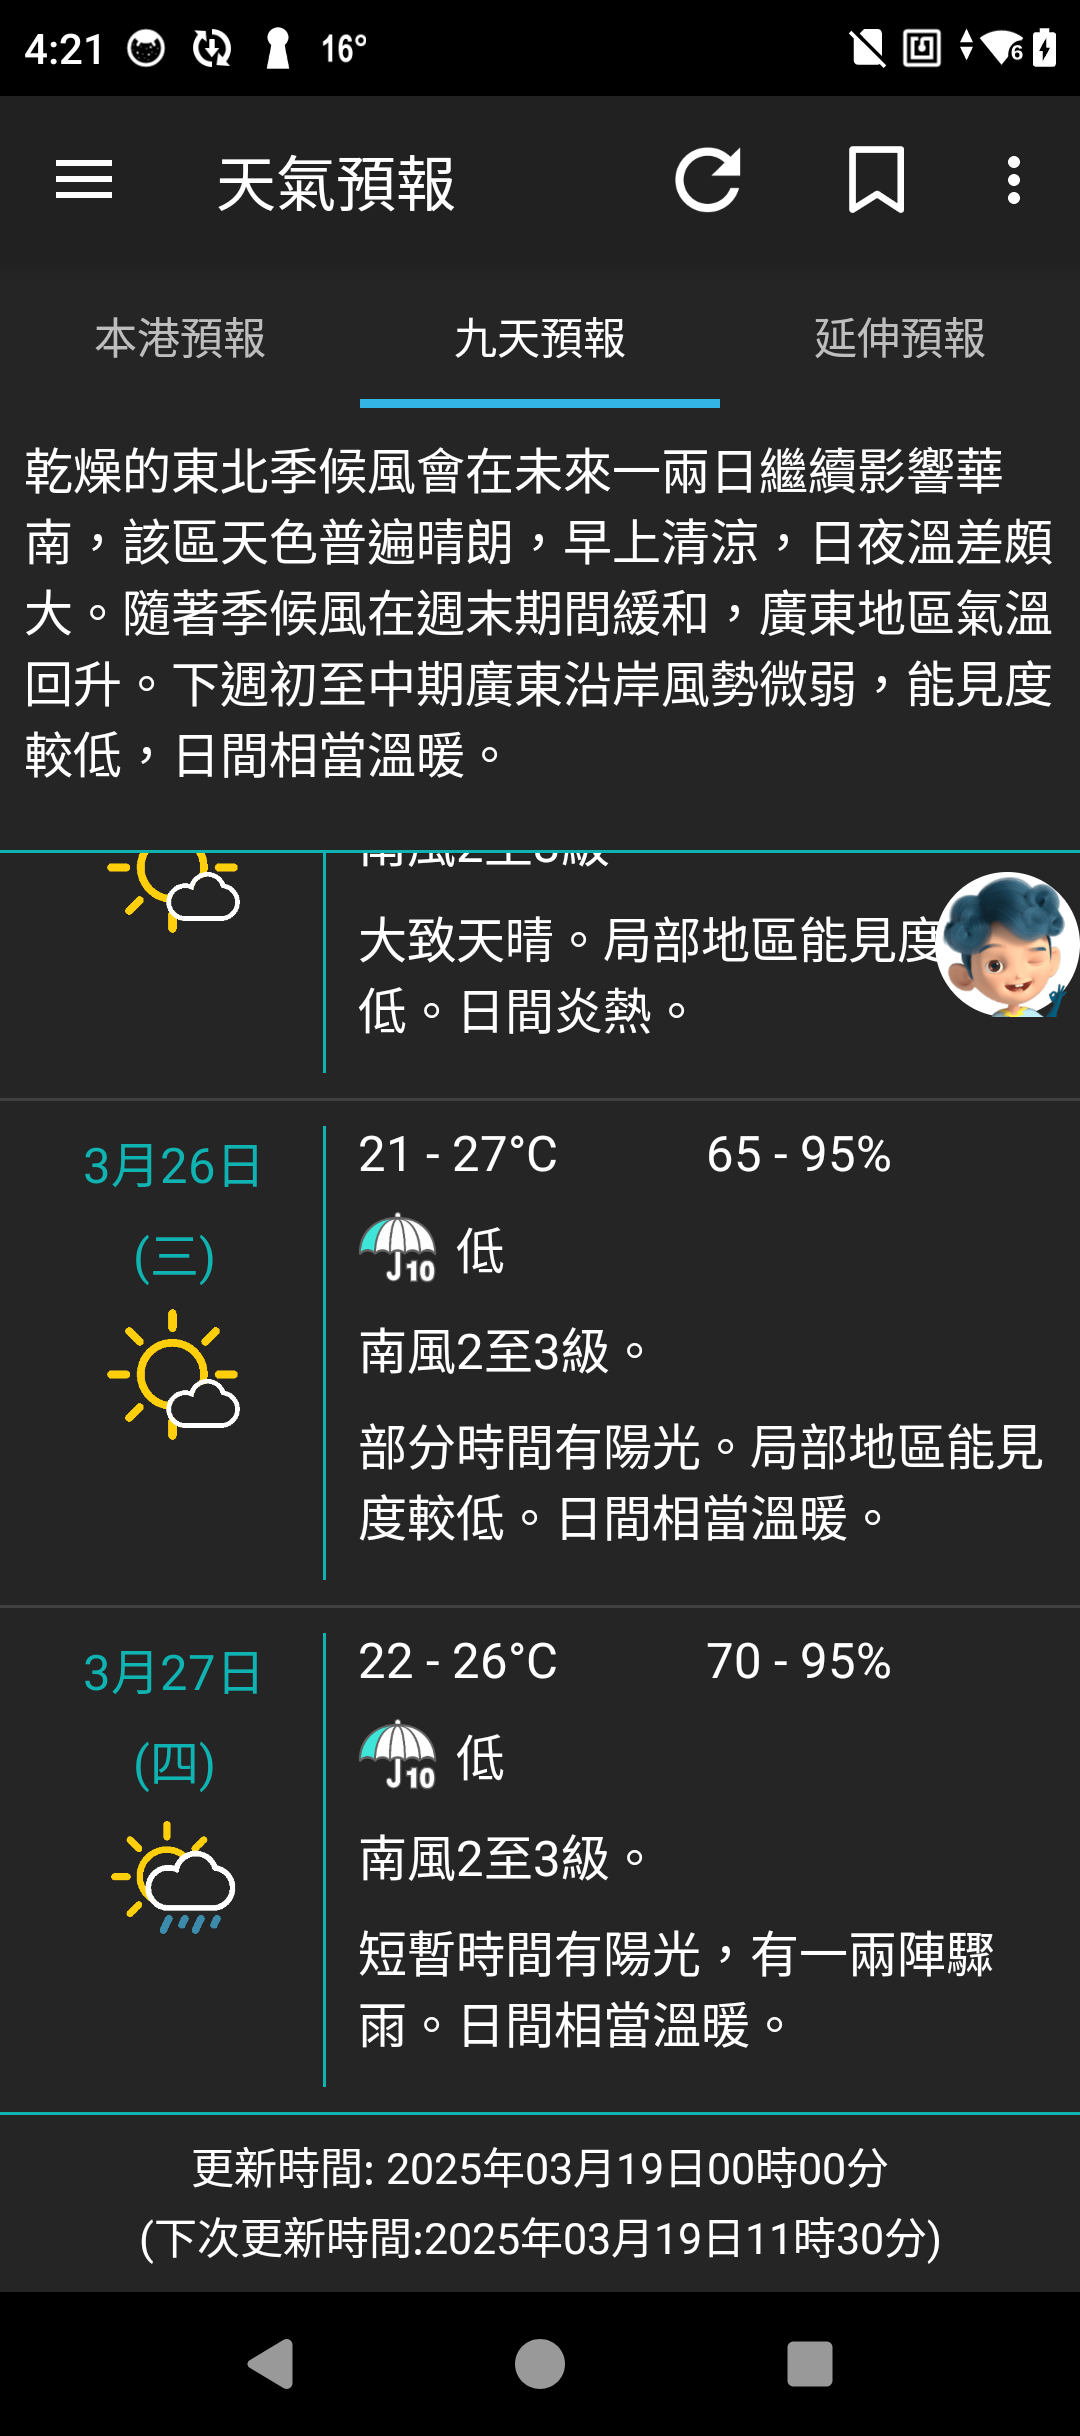 4:21 16° 6
天氣預報
本港預報 九天預報 延伸預報
乾燥的東北季候風會在未來一兩日繼續影響華
南，該區天色普遍晴朗，早上清涼，日夜溫差頗
大。隨著季候風在週末期間緩和，廣東地區氣溫
回升。下週初至中期廣東沿岸風勢微弱，能見度
較低，日間相當溫暖。
南風2至3級
大致天晴。局部地區能見度
低。日間炎熱。
3月26日
(三)
21 - 27°C 65 - 95%
10 低
南風2至3級。
部分時間有陽光。局部地區能見
度較低。日間相當溫暖。
3月27日
(四)
22 - 26°C 70 - 95%
10 低
南風2至3級。
短暫時間有陽光，有一兩陣驟
雨。日間相當溫暖。
更新時間: 2025年03月19日00時00分
(下次更新時間:2025年03月19日11時30分)